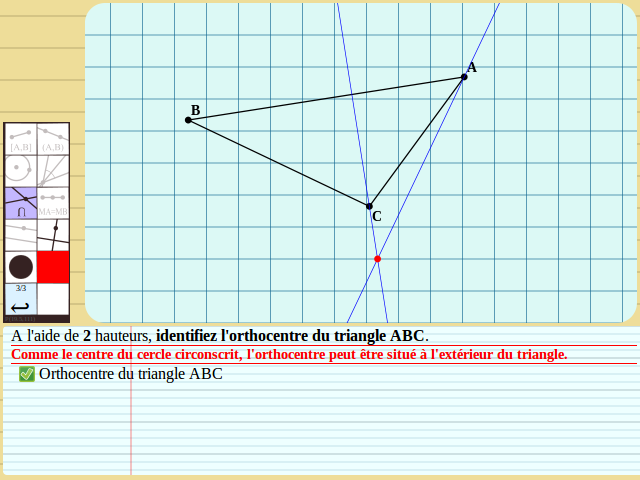 A
B
C
[A,B] (A,B)
∩ MA=MB
3/3
A l'aide de 2 hauteurs, identifiez l'orthocentre du triangle ABC.
Comme le centre du cercle circonscrit, l'orthocentre peut être situé à l'extérieur du triangle.
✅ Orthocentre du triangle ABC